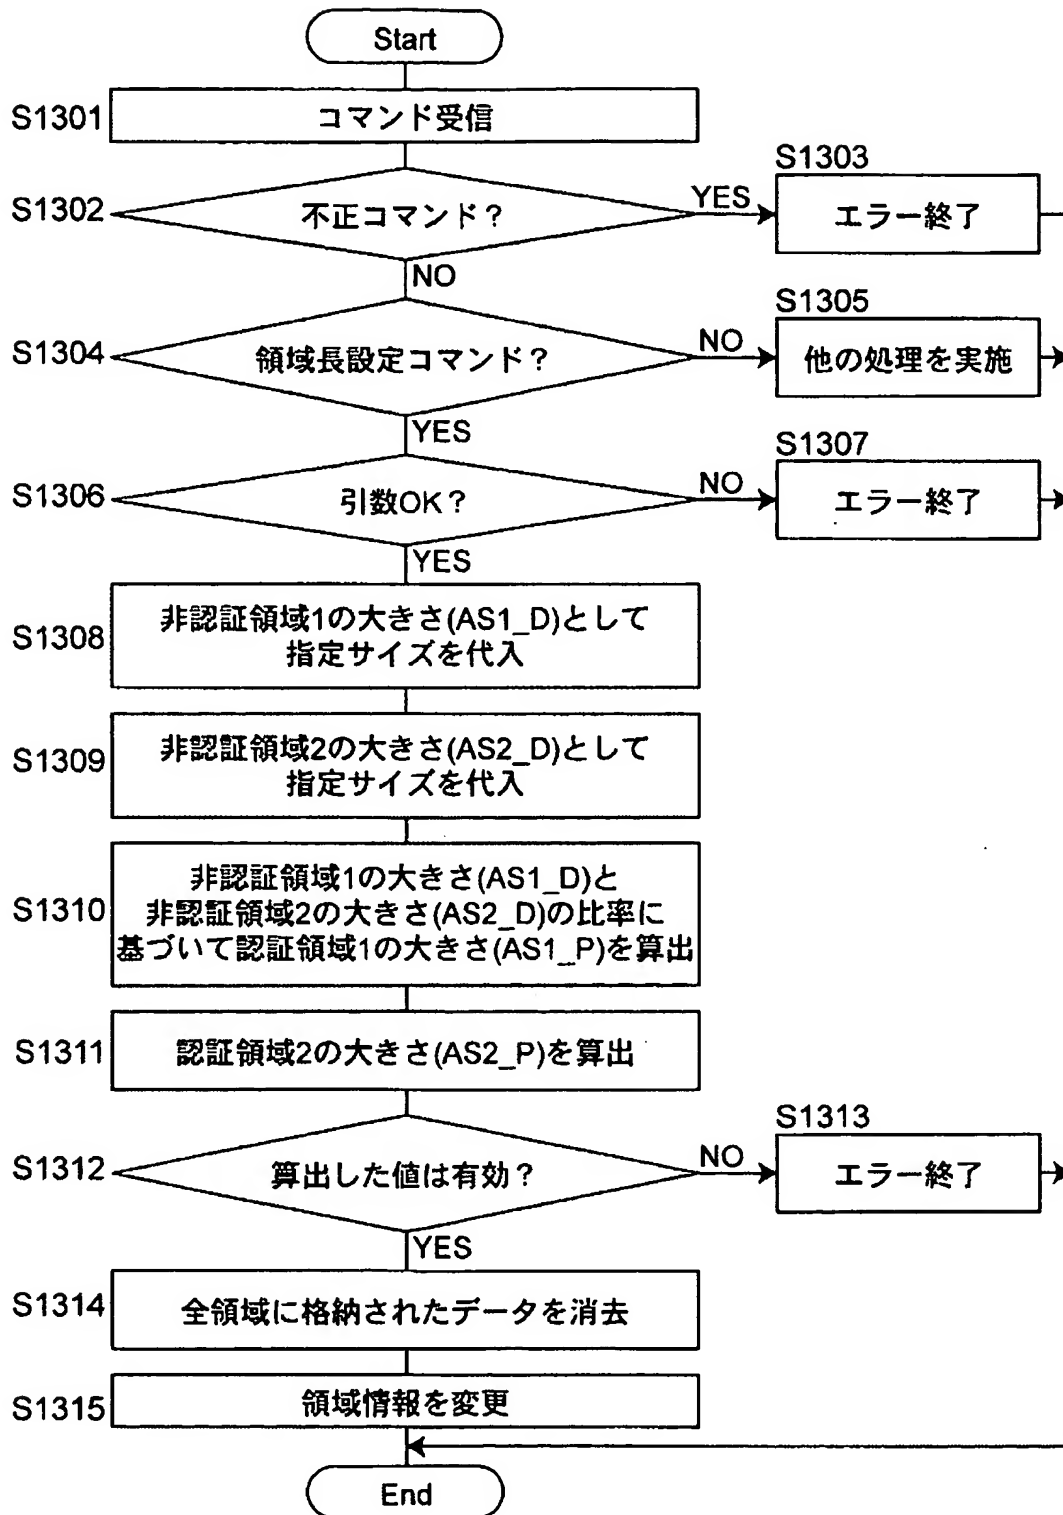 Start
S1301
コマンド受信
S1302
不正コマンド？
YES
S1303
エラー終了
NO
S1304
領域長設定コマンド？
NO
S1305
他の処理を実施
YES
S1306
引数OK？
NO
S1307
エラー終了
YES
S1308
非認証領域1の大きさ(AS1_D)として
指定サイズを代入
S1309
非認証領域2の大きさ(AS2_D)として
指定サイズを代入
S1310
非認証領域1の大きさ(AS1_D)と
非認証領域2の大きさ(AS2_D)の比率に
基づいて認証領域1の大きさ(AS1_P)を算出
S1311
認証領域2の大きさ(AS2_P)を算出
S1312
算出した値は有効？
NO
S1313
エラー終了
YES
S1314
全領域に格納されたデータを消去
S1315
領域情報を変更
End